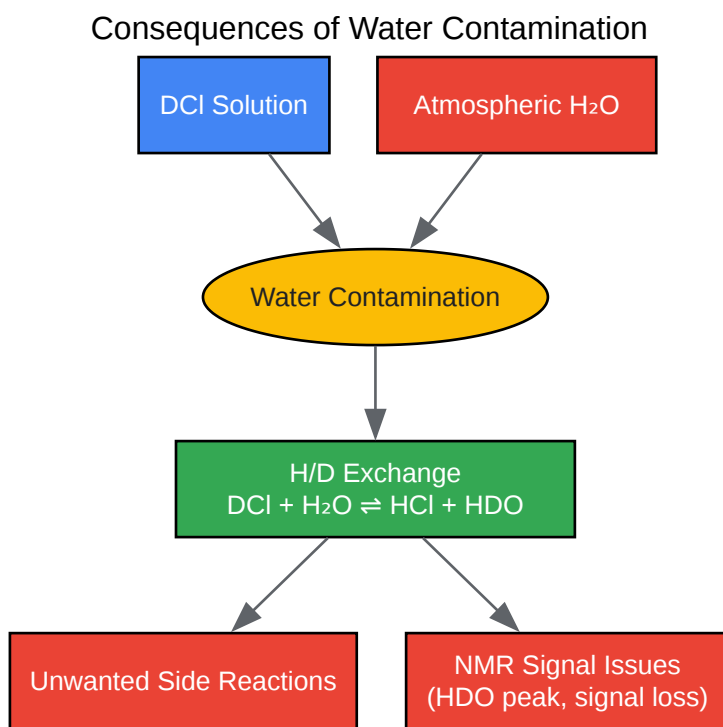 Consequences of Water Contamination
DCl Solution
Atmospheric H₂O
Water Contamination
H/D Exchange
DCl + H₂O ⇌ HCl + HDO
Unwanted Side Reactions
NMR Signal Issues
(HDO peak, signal loss)